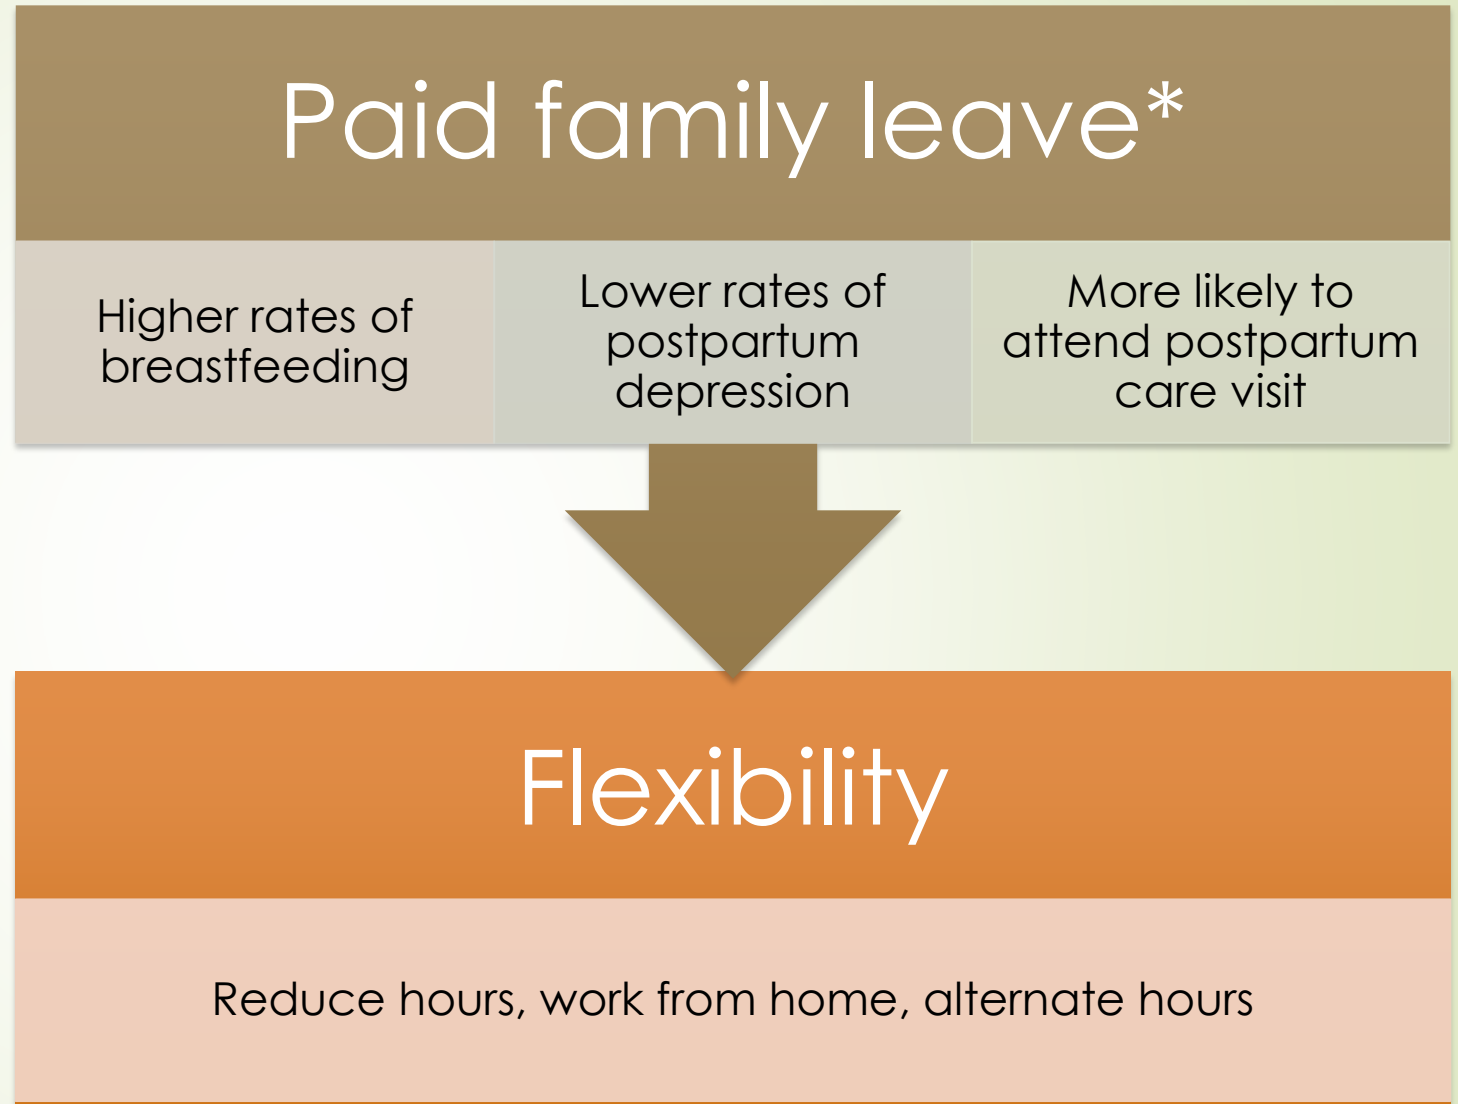 Paid family leave*
Higher rates of
breastfeeding
Lower rates of
postpartum
depression
More likely to
attend postpartum
care visit
Flexibility
Reduce hours, work from home, alternate hours